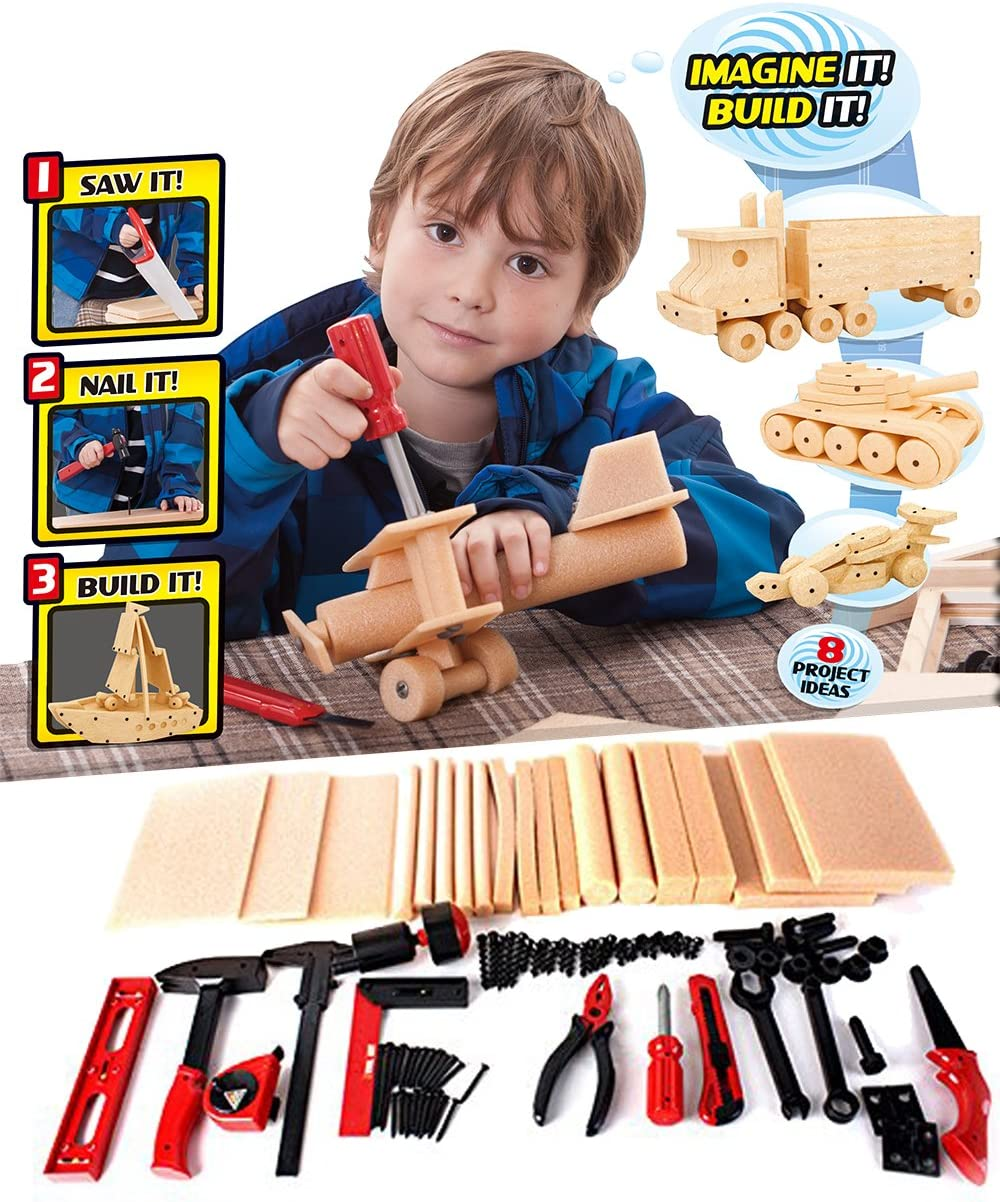 IMAGINE IT!
BUILD IT!
1 SAW IT!
2 NAIL IT!
3 BUILD IT!
8
PROJECT
IDEAS